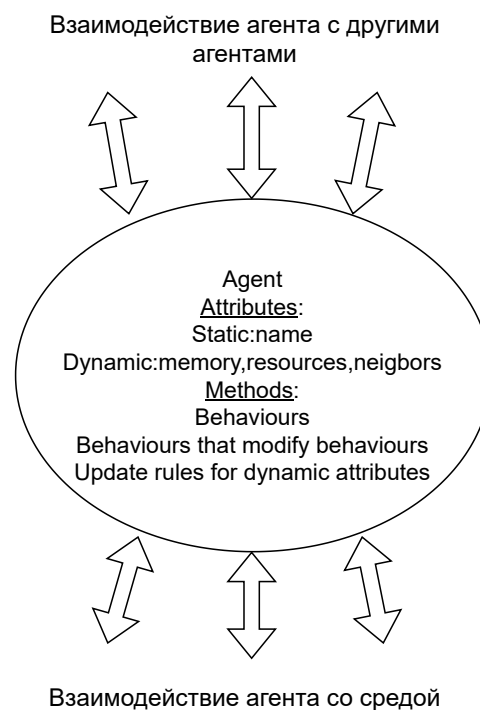 Взаимодействие агента с другими
агентами
Agent
Attributes:
Static:name
Dynamic:memory,resources,neigbors
Methods:
Behaviours
Behaviours that modify behaviours
Update rules for dynamic attributes
Взаимодействие агента со средой